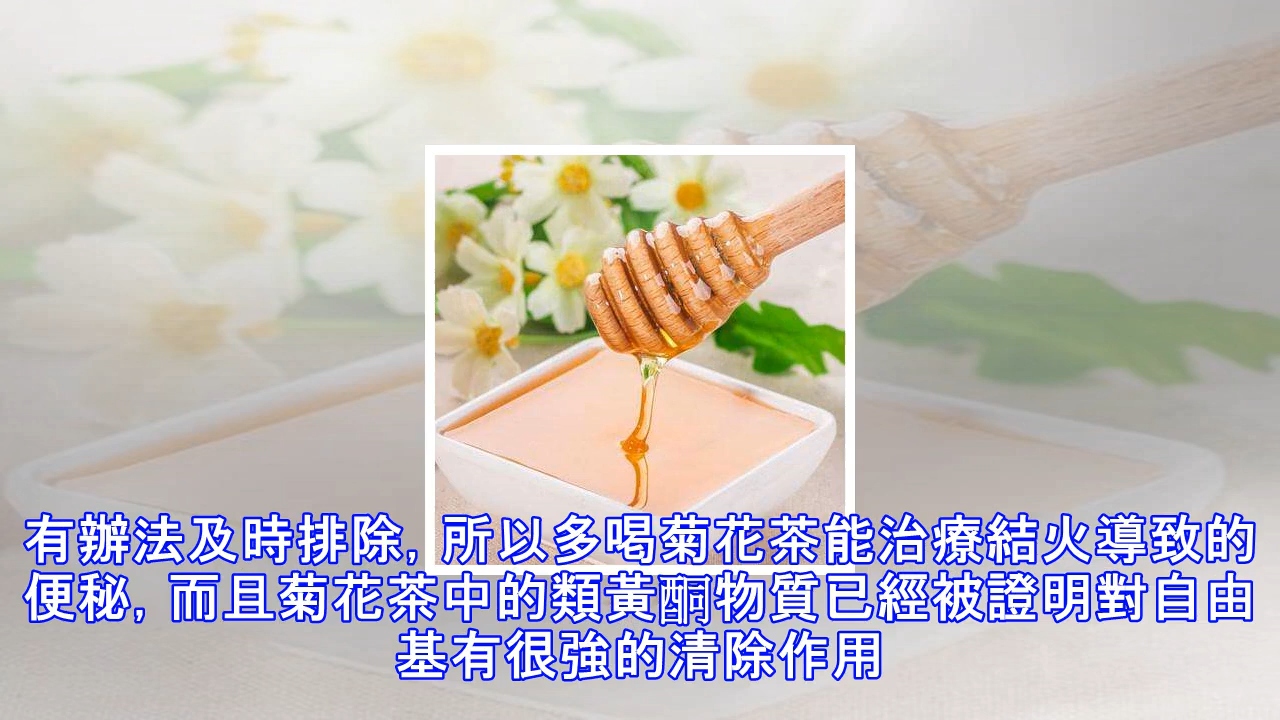 有辦法及時排除, 所以多喝菊花茶能治療結火導致的
便秘, 而且菊花茶中的類黃酮物質已經被證明對自由
基有很強的清除作用